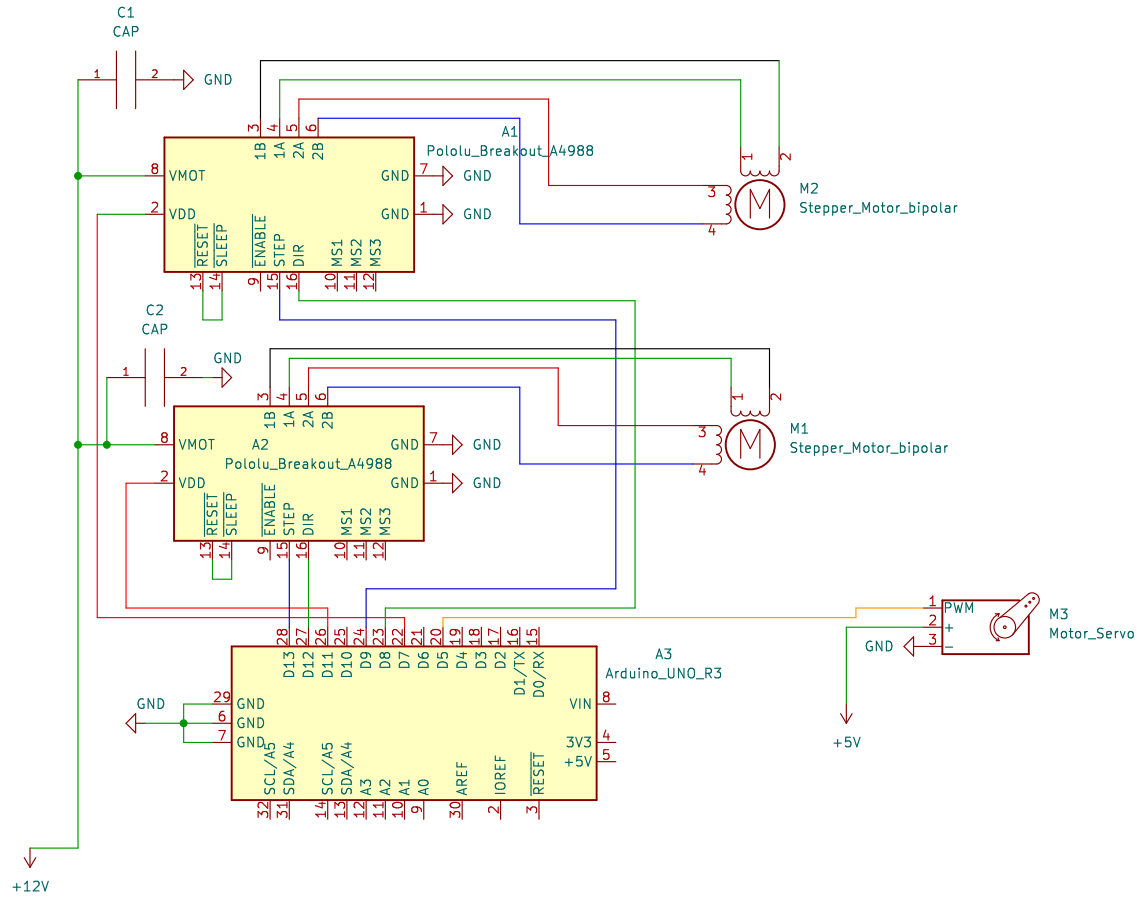 C1
CAP
1
2
GND
3
4
5
6
1B
1A
2A
2B
A1
Pololu_Breakout_A4988
8
VMOT
GND
7
GND
2
VDD
GND
1
GND
RESET
SLEEP
ENABLE
STEP
DIR
MS1
MS2
MS3
13
14
9
15
16
10
11
12
1
2
3
4
M
M2
Stepper_Motor_bipolar
C2
CAP
1
2
GND
3
4
5
6
1B
1A
2A
2B
8
VMOT
A2
Pololu_Breakout_A4988
GND
7
GND
2
VDD
GND
1
GND
RESET
SLEEP
ENABLE
STEP
DIR
MS1
MS2
MS3
13
14
9
15
16
10
11
12
1
2
3
4
M
M1
Stepper_Motor_bipolar
28
27
26
25
24
23
22
21
20
19
18
17
16
15
D13
D12
D11
D10
D9
D8
D7
D6
D5
D4
D3
D2
D1/TX
D0/RX
A3
Arduino_UNO_R3
GND
29
GND
6
GND
7
GND
VIN
8
3V3
4
+5V
5
SCL/A5
SDA/A4
SCL/A5
SDA/A4
A3
A2
A1
A0
AREF
IOREF
RESET
32
31
14
13
12
11
10
9
30
2
3
1
PWM
2
+
GND
3
-
M3
Motor_Servo
+5V
+12V